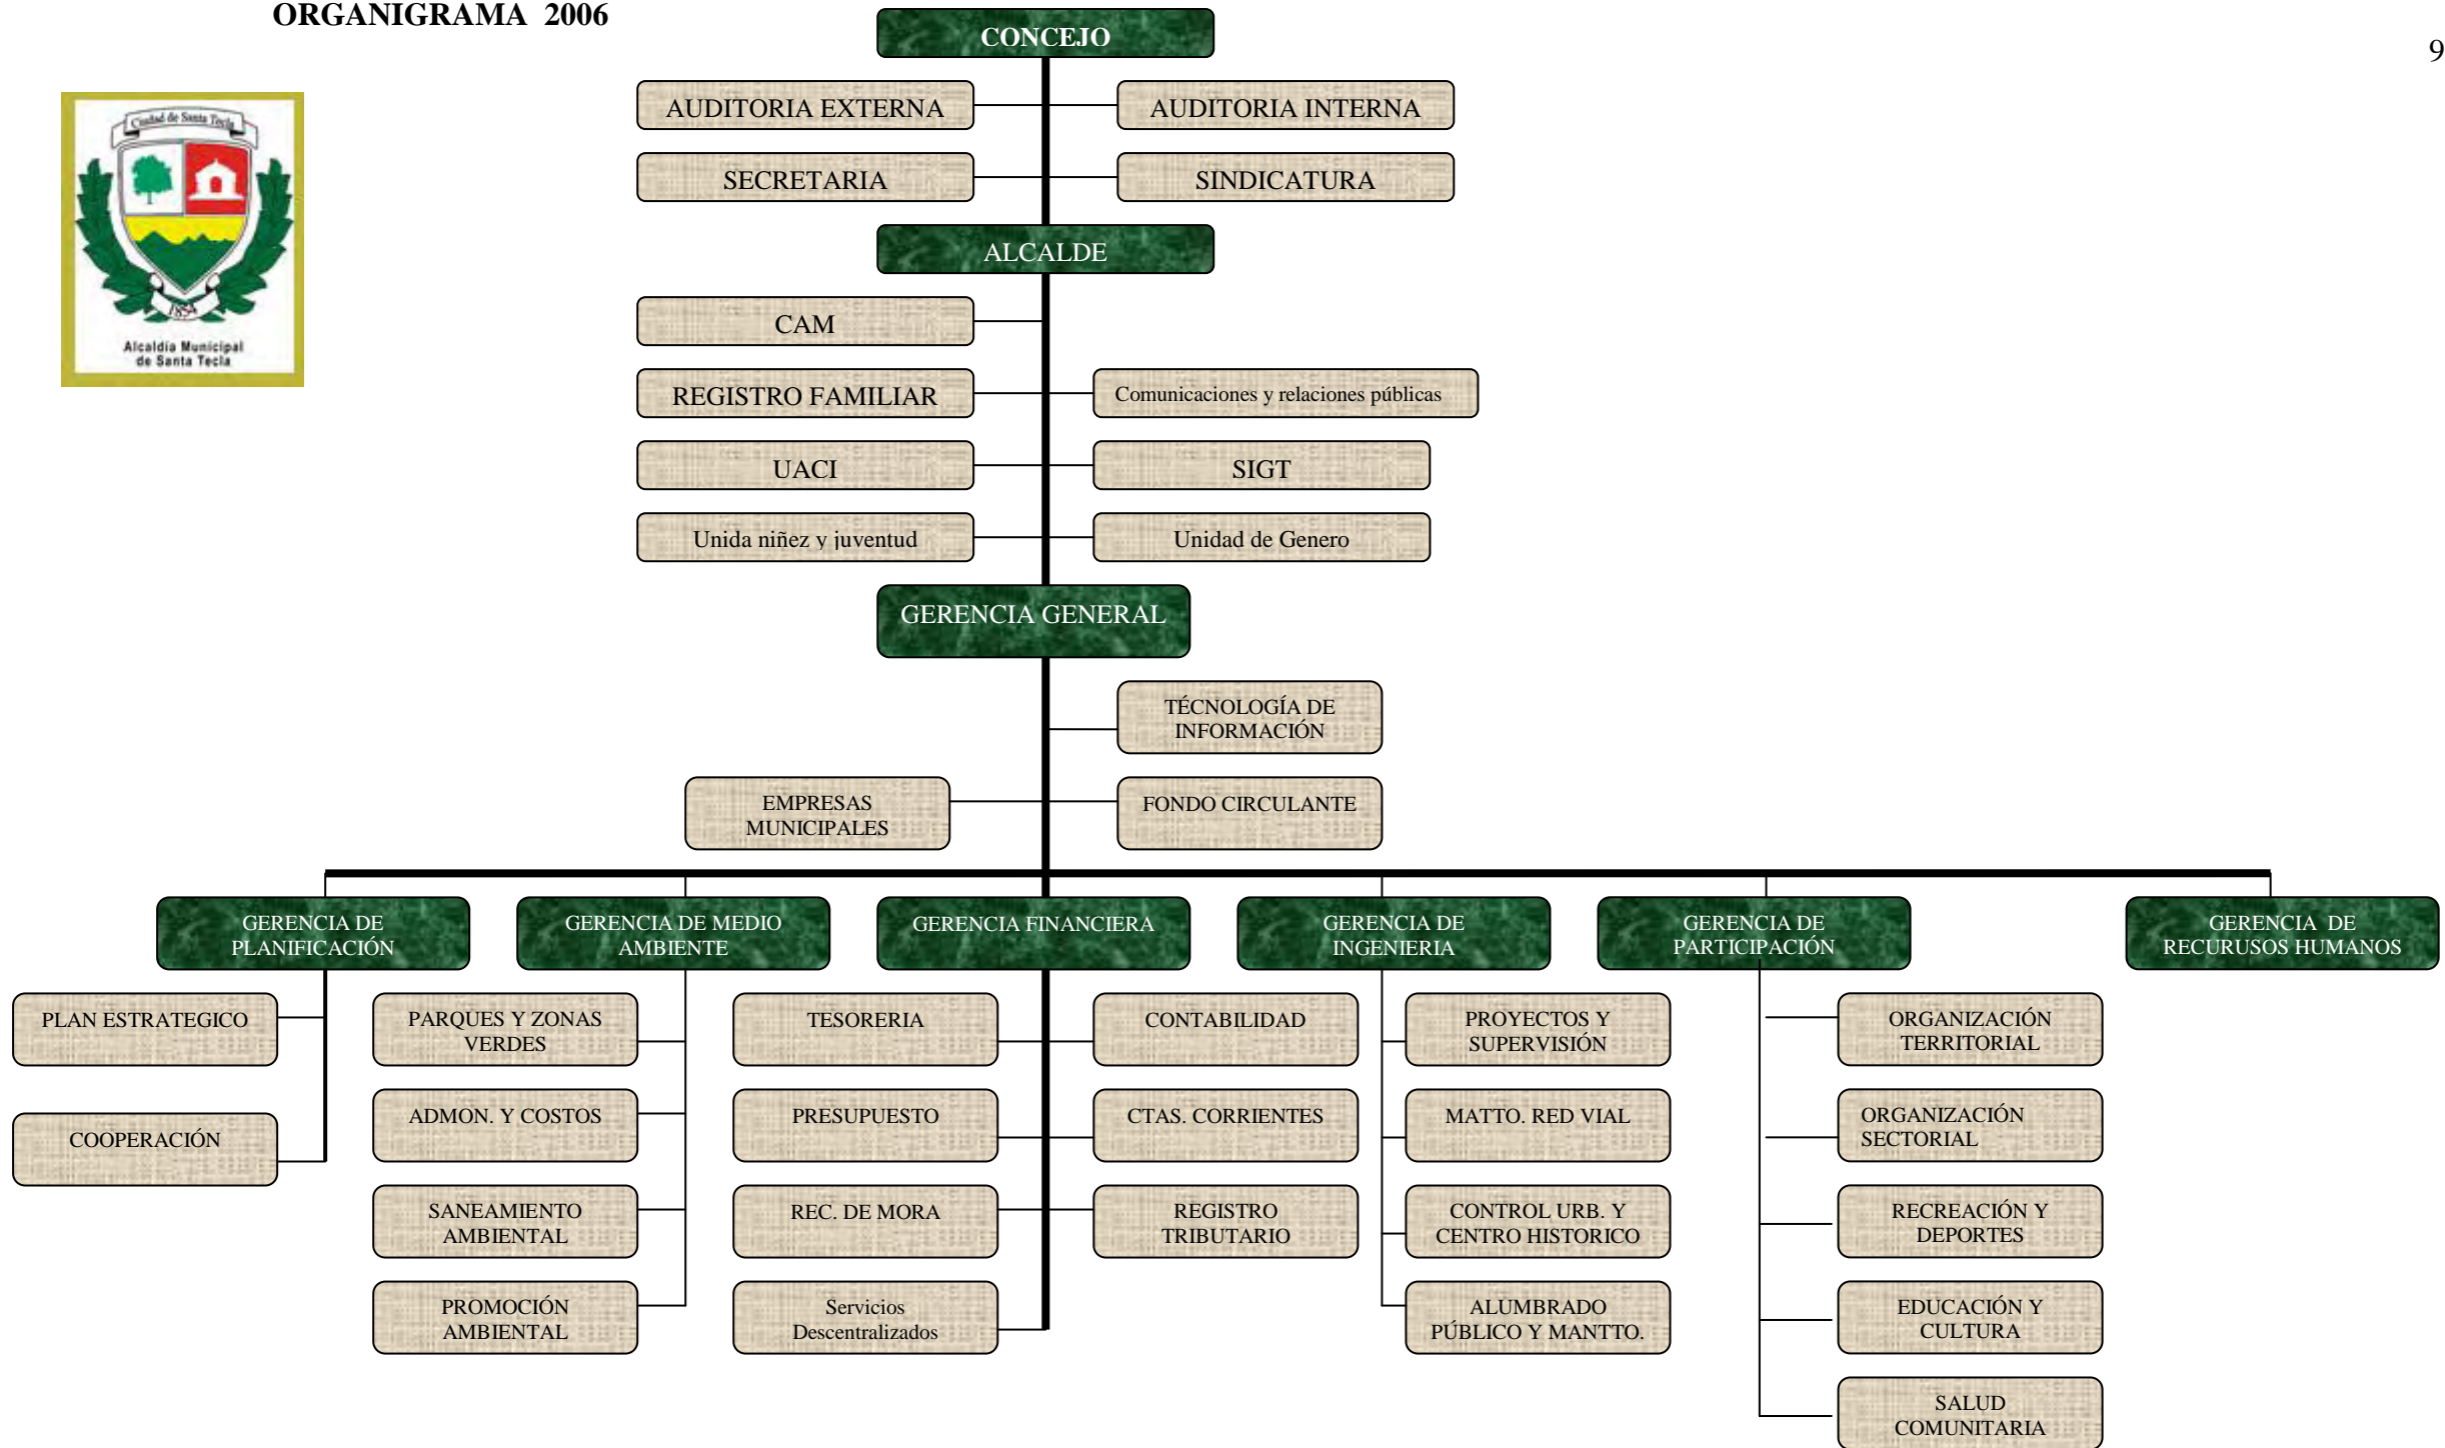 ORGANIGRAMA 2006
9
CONCEJO
AUDITORIA EXTERNA
AUDITORIA INTERNA
SECRETARIA
SINDICATURA
Ciudad de Santa Tecla
1854
Alcaldía Municipal
de Santa Tecla
ALCALDE
CAM
REGISTRO FAMILIAR
Comunicaciones y relaciones públicas
UACI
SIGT
Unida niñez y juventud
Unidad de Genero
GERENCIA GENERAL
TÉCNOLOGÍA DE
INFORMACIÓN
EMPRESAS
MUNICIPALES
FONDO CIRCULANTE
GERENCIA DE
PLANIFICACIÓN
GERENCIA DE MEDIO
AMBIENTE
GERENCIA FINANCIERA
GERENCIA DE
INGENIERIA
GERENCIA DE
PARTICIPACIÓN
GERENCIA DE
RECURUSOS HUMANOS
PLAN ESTRATEGICO
COOPERACIÓN
PARQUES Y ZONAS
VERDES
ADMON. Y COSTOS
SANEAMIENTO
AMBIENTAL
PROMOCIÓN
AMBIENTAL
TESORERIA
CONTABILIDAD
PRESUPUESTO
CTAS. CORRIENTES
REC. DE MORA
REGISTRO
TRIBUTARIO
Servicios
Descentralizados
PROYECTOS Y
SUPERVISIÓN
MATTO. RED VIAL
CONTROL URB. Y
CENTRO HISTORICO
ALUMBRADO
PÚBLICO Y MANTTO.
ORGANIZACIÓN
TERRITORIAL
ORGANIZACIÓN
SECTORIAL
RECREACIÓN Y
DEPORTES
EDUCACIÓN Y
CULTURA
SALUD
COMUNITARIA